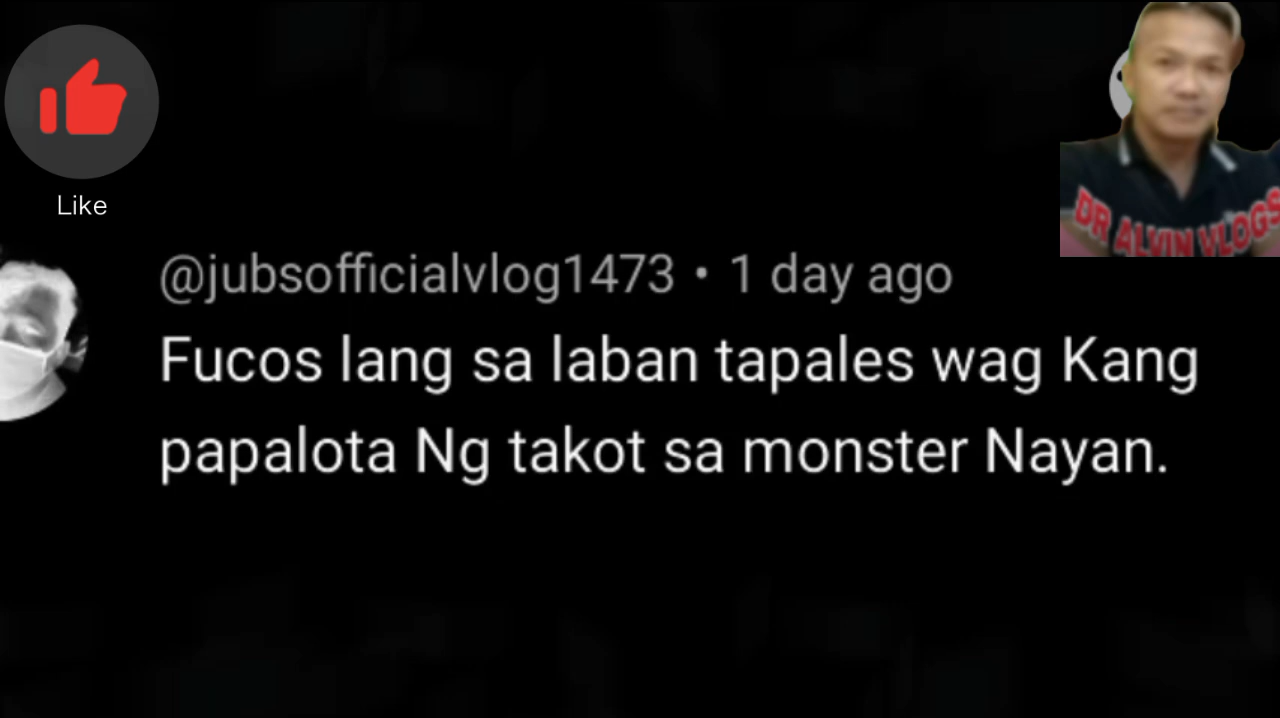 Like
DR ALVIN VLOGS
@jubsofficialvlog1473 • 1 day ago
Fucos lang sa laban tapales wag Kang
papalota Ng takot sa monster Nayan.